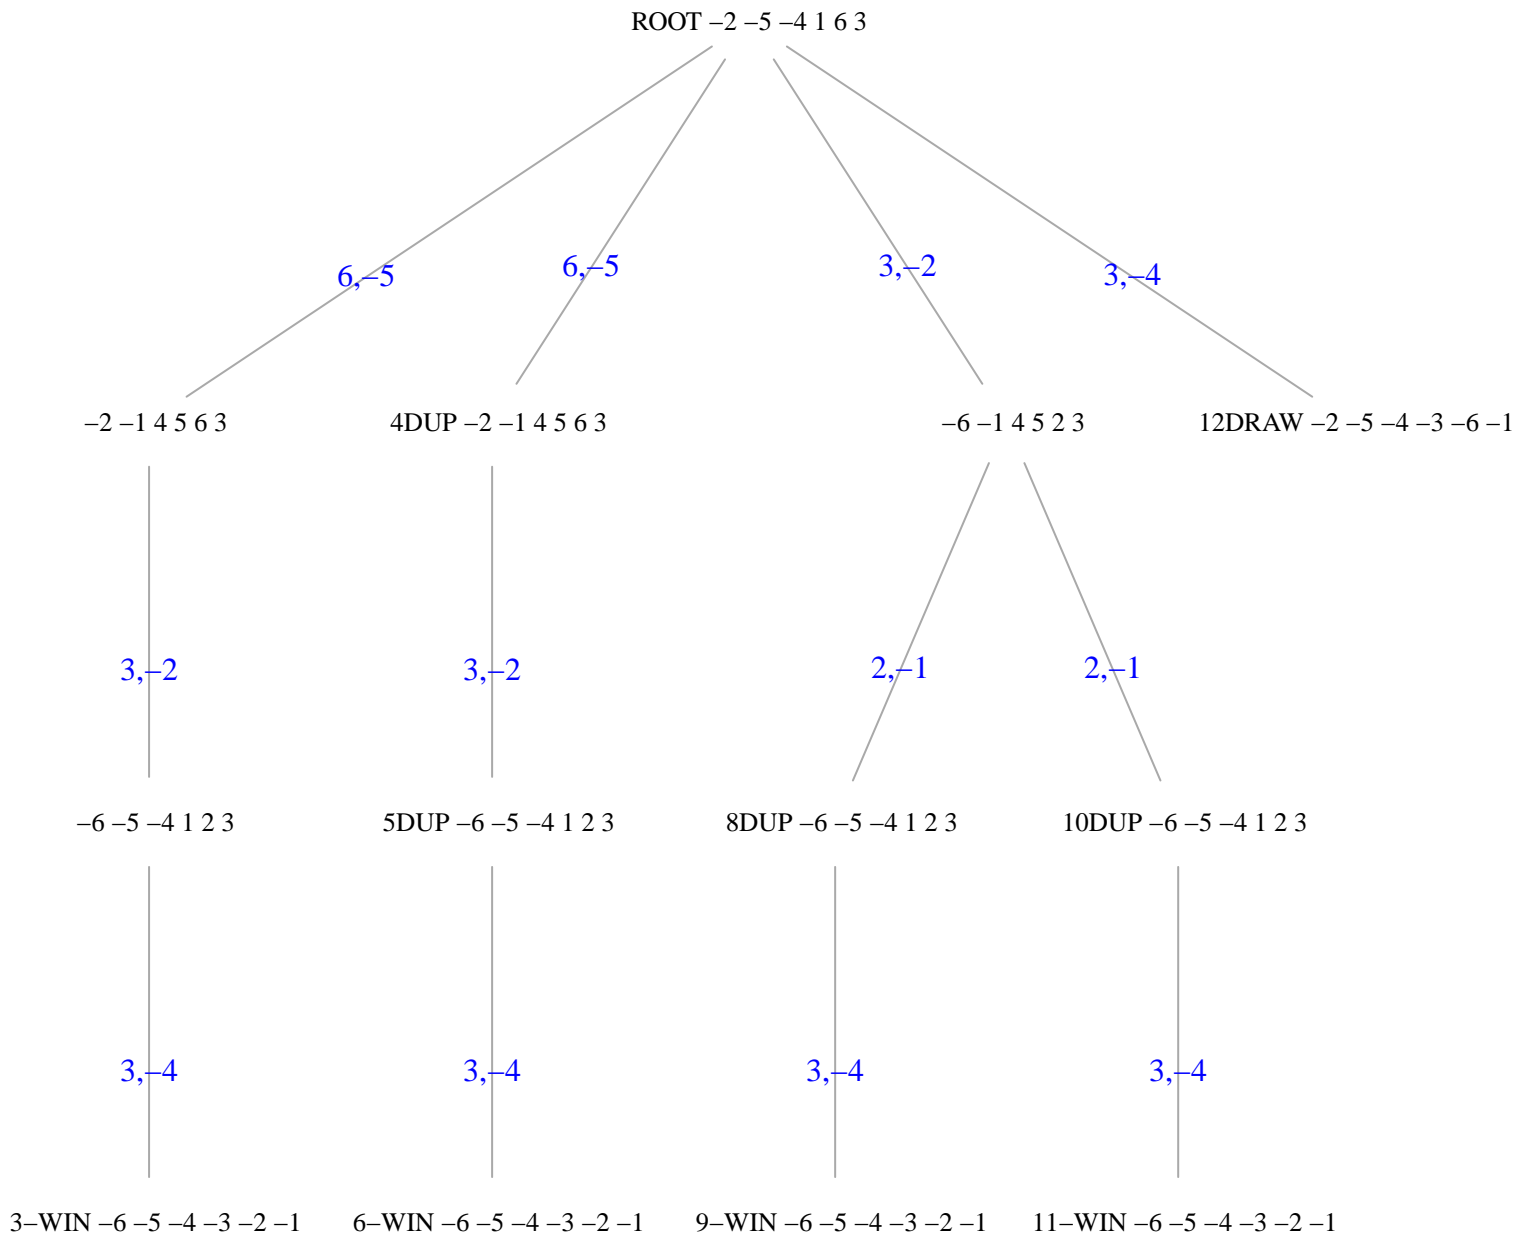 ROOT –2 –5 –4 1 6 3
6,–5
6,–5
3,–2
3,–4
–2 –1 4 5 6 3
4DUP –2 –1 4 5 6 3
–6 –1 4 5 2 3
12DRAW –2 –5 –4 –3 –6 –1
3,–2
3,–2
2,–1
2,–1
–6 –5 –4 1 2 3
5DUP –6 –5 –4 1 2 3
8DUP –6 –5 –4 1 2 3
10DUP –6 –5 –4 1 2 3
3,–4
3,–4
3,–4
3,–4
3–WIN –6 –5 –4 –3 –2 –1
6–WIN –6 –5 –4 –3 –2 –1
9–WIN –6 –5 –4 –3 –2 –1
11–WIN –6 –5 –4 –3 –2 –1